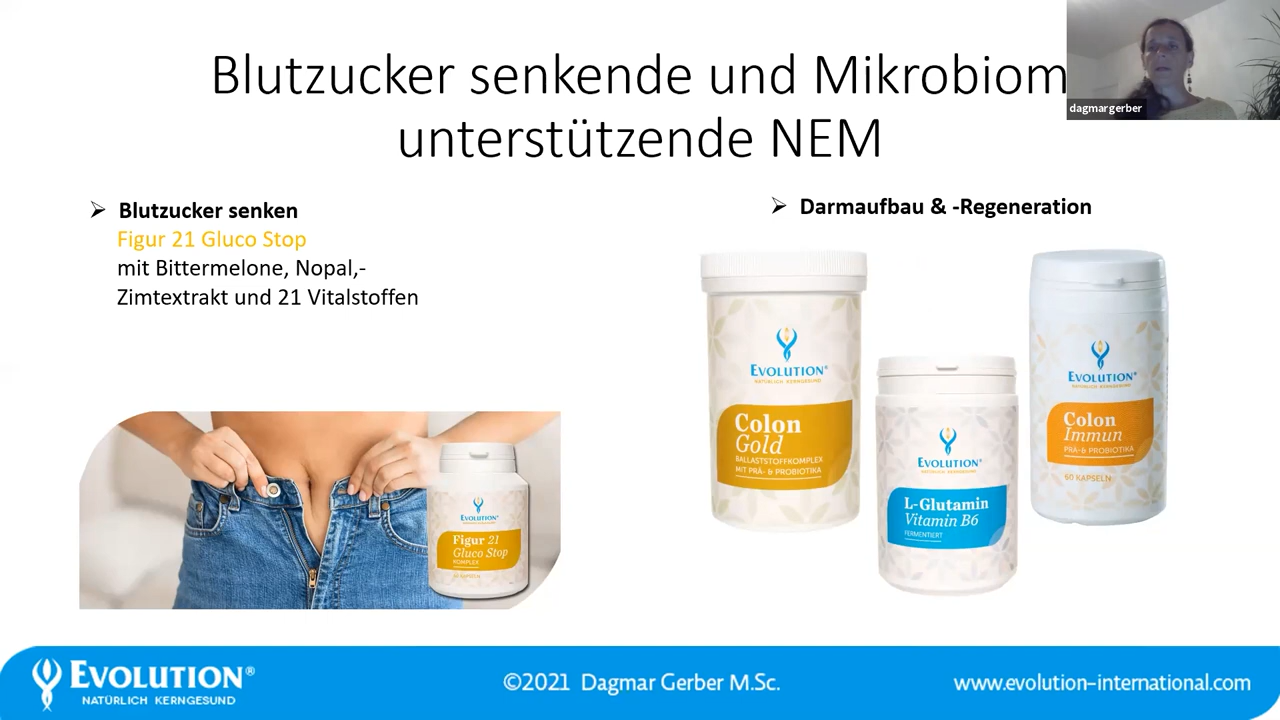 Blutzucker senkende und Mikrobiom
unterstützende NEM
dagmargerber
Blutzucker senken
Figur 21 Gluco Stop
mit Bittermelone, Nopal,-
Zimtextrakt und 21 Vitalstoffen
Darmaufbau & -Regeneration
EVOLUTION®
NATÜRLICH KERNGESUND
Colon
Gold
BALLASTSTOFFKOMPLEX
MIT PRÄ- & PROBIOTIKA
EVOLUTION®
NATÜRLICH KERNGESUND
L-Glutamin
Vitamin B6
FERMENTIERT
EVOLUTION®
NATÜRLICH KERNGESUND
Colon
Immun
PRÄ- & PROBIOTIKA
60 KAPSELN
EVOLUTION®
Figur 21
Gluco Stop
KOMPLEX
EVOLUTION®
NATÜRLICH KERNGESUND
©2021 Dagmar Gerber M.Sc.
www.evolution-international.com